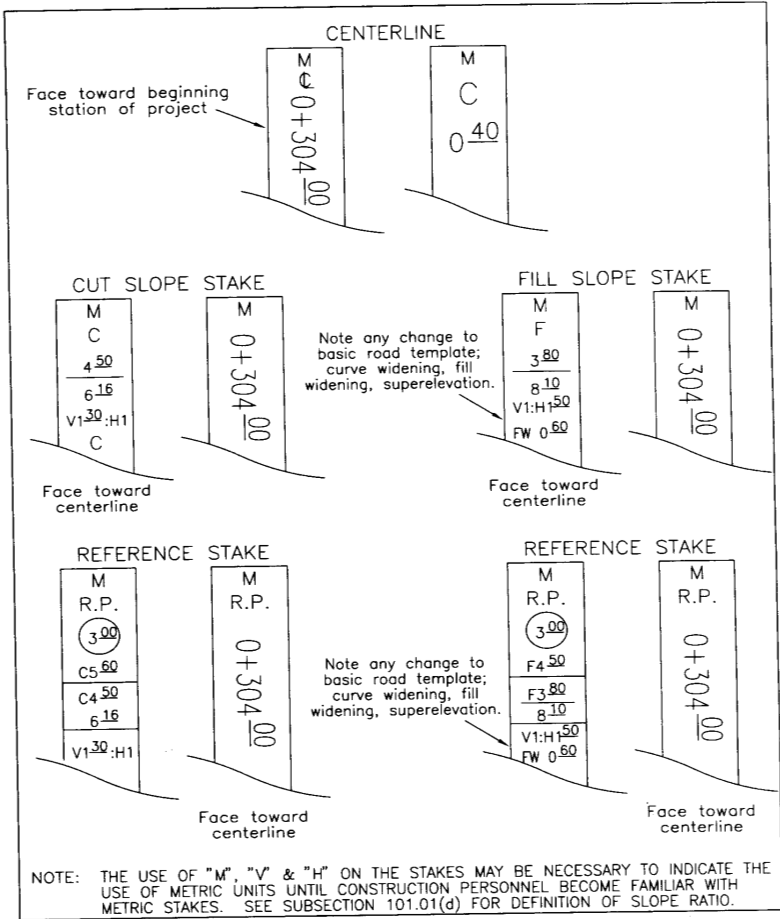 CENTERLINE
Face toward beginning
station of project
M
℄ 0+304 00
M
C
0 40
CUT SLOPE STAKE
M
C
4 50
6 16
V1 30 :H1
C
M
0+304 00
Face toward
centerline
FILL SLOPE STAKE
Note any change to
basic road template;
curve widening, fill
widening, superelevation.
M
F
3 80
8 10
V1:H1 50
FW 0 60
M
0+304 00
Face toward
centerline
REFERENCE STAKE
M
R.P.
3 00
C5 60
C4 50
6 16
V1 30 :H1
M
R.P.
0+304 00
Face toward
centerline
REFERENCE STAKE
Note any change to
basic road template;
curve widening, fill
widening, superelevation.
M
R.P.
3 00
F4 50
F3 80
8 10
V1:H1 50
FW 0 60
M
R.P.
0+304 00
Face toward
centerline
NOTE: THE USE OF "M", "V" & "H" ON THE STAKES MAY BE NECESSARY TO INDICATE THE
USE OF METRIC UNITS UNTIL CONSTRUCTION PERSONNEL BECOME FAMILIAR WITH
METRIC STAKES. SEE SUBSECTION 101.01(d) FOR DEFINITION OF SLOPE RATIO.